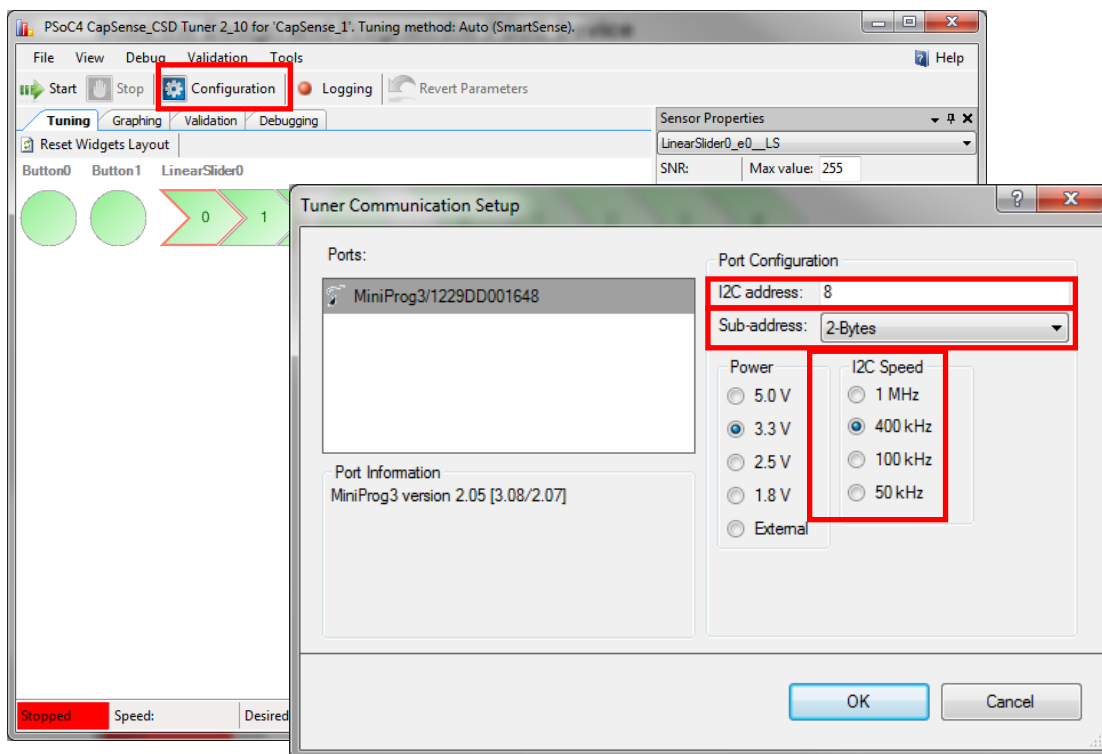 PSoC4 CapSense_CSD Tuner 2_10 for 'CapSense_1'. Tuning method: Auto (SmartSense).
File View Debug Validation Tools Help
Start Stop Configuration Logging Revert Parameters
Tuning Graphing Validation Debugging
Reset Widgets Layout
Button0 Button1 LinearSlider0
0 1
Sensor Properties
LinearSlider0_e0__LS
SNR: Max value: 255
Tuner Communication Setup
Ports:
MiniProg3/1229DD001648
Port Information
MiniProg3 version 2.05 [3.08/2.07]
Port Configuration
I2C address: 8
Sub-address: 2-Bytes
Power I2C Speed
5.0 V 1 MHz
3.3 V 400 kHz
2.5 V 100 kHz
1.8 V 50 kHz
External
OK Cancel
Stopped Speed: Desired